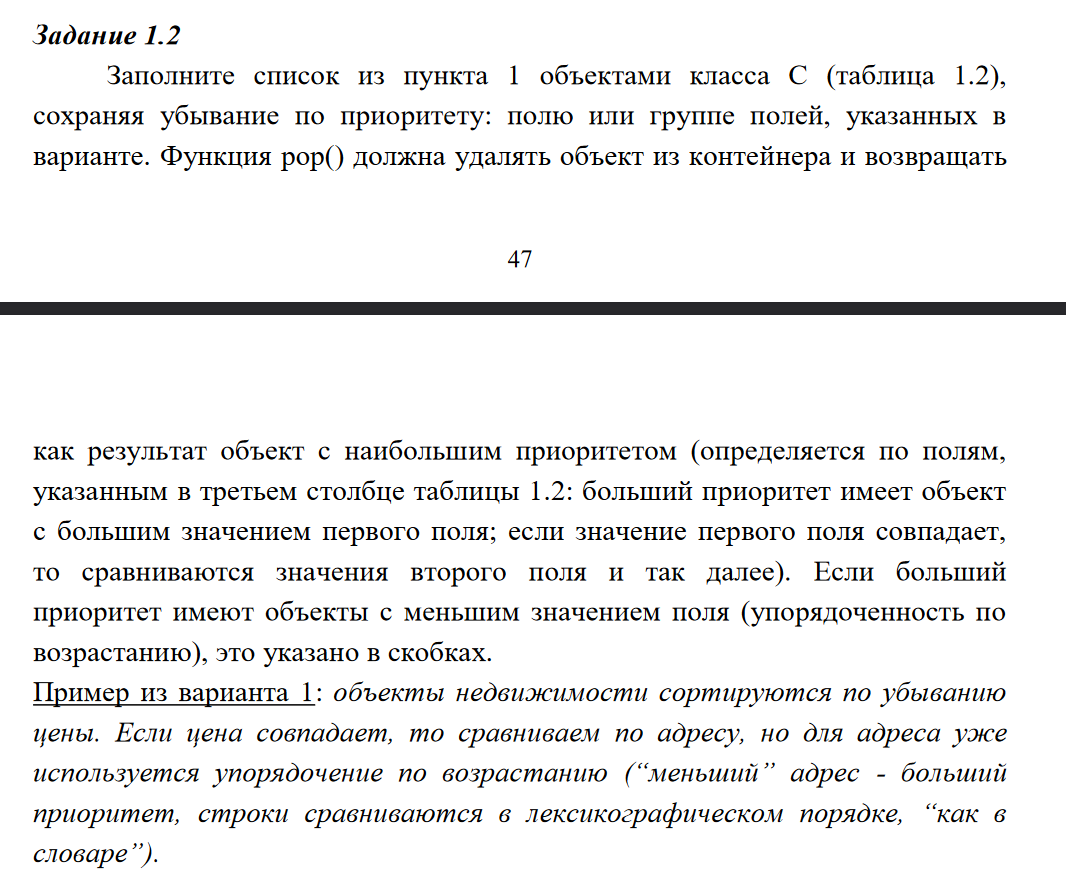 Задание 1.2
Заполните список из пункта 1 объектами класса С (таблица 1.2),
сохраняя убывание по приоритету: полю или группе полей, указанных в
варианте. Функция pop() должна удалять объект из контейнера и возвращать
47
как результат объект с наибольшим приоритетом (определяется по полям,
указанным в третьем столбце таблицы 1.2: больший приоритет имеет объект
с большим значением первого поля; если значение первого поля совпадает,
то сравниваются значения второго поля и так далее). Если больший
приоритет имеют объекты с меньшим значением поля (упорядоченность по
возрастанию), это указано в скобках.
Пример из варианта 1: объекты недвижимости сортируются по убыванию
цены. Если цена совпадает, то сравниваем по адресу, но для адреса уже
используется упорядочение по возрастанию (“меньший” адрес - больший
приоритет, строки сравниваются в лексикографическом порядке, “как в
словаре”).